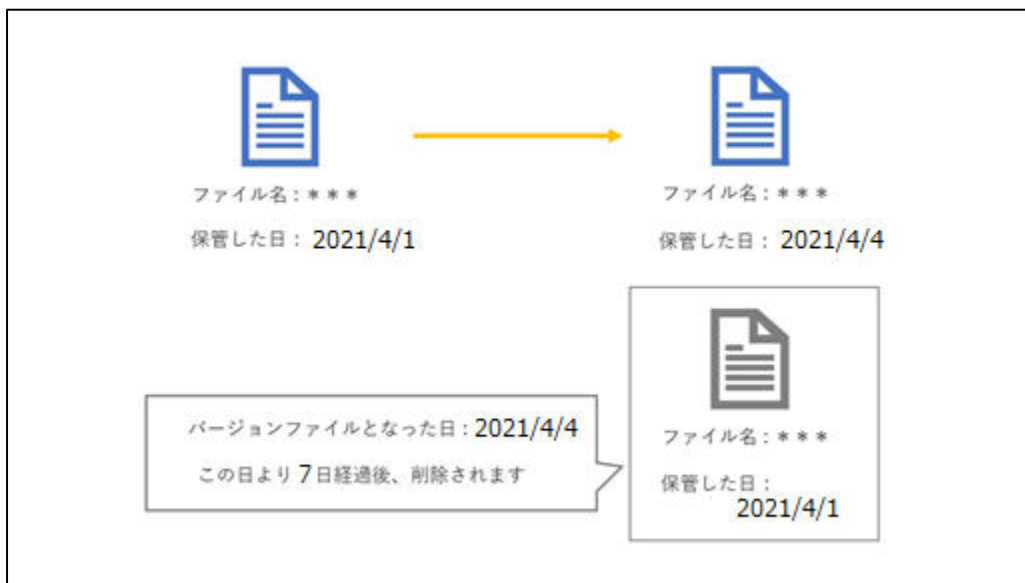 ファイル名：＊＊＊
保管した日： 2021/4/1
ファイル名：＊＊＊
保管した日： 2021/4/4
バージョンファイルとなった日：2021/4/4
この日より 7日経過後、削除されます
ファイル名：＊＊＊
保管した日：
2021/4/1